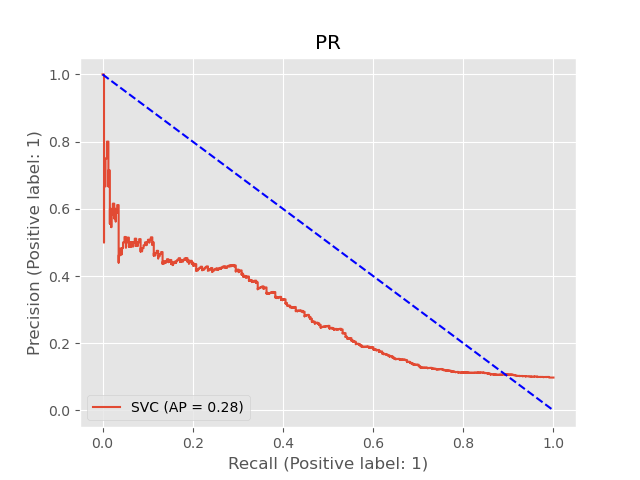 PR
1.0
0.8
0.6
0.4
0.2
0.0
Precision (Positive label: 1)
SVC (AP = 0.28)
0.0 0.2 0.4 0.6 0.8 1.0
Recall (Positive label: 1)